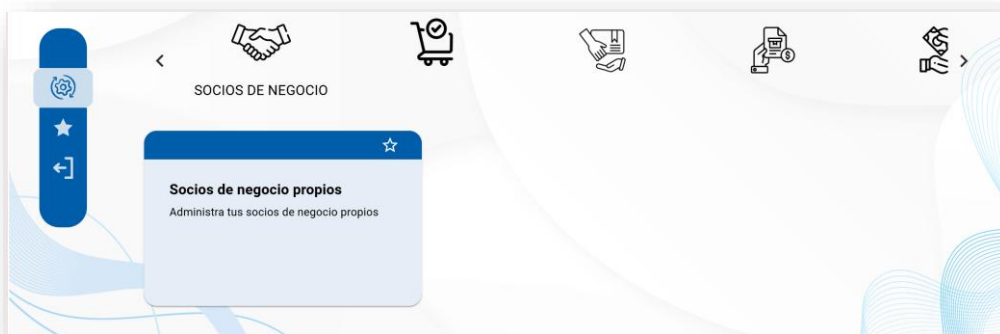 SOCIOS DE NEGOCIO
Socios de negocio propios
Administra tus socios de negocio propios